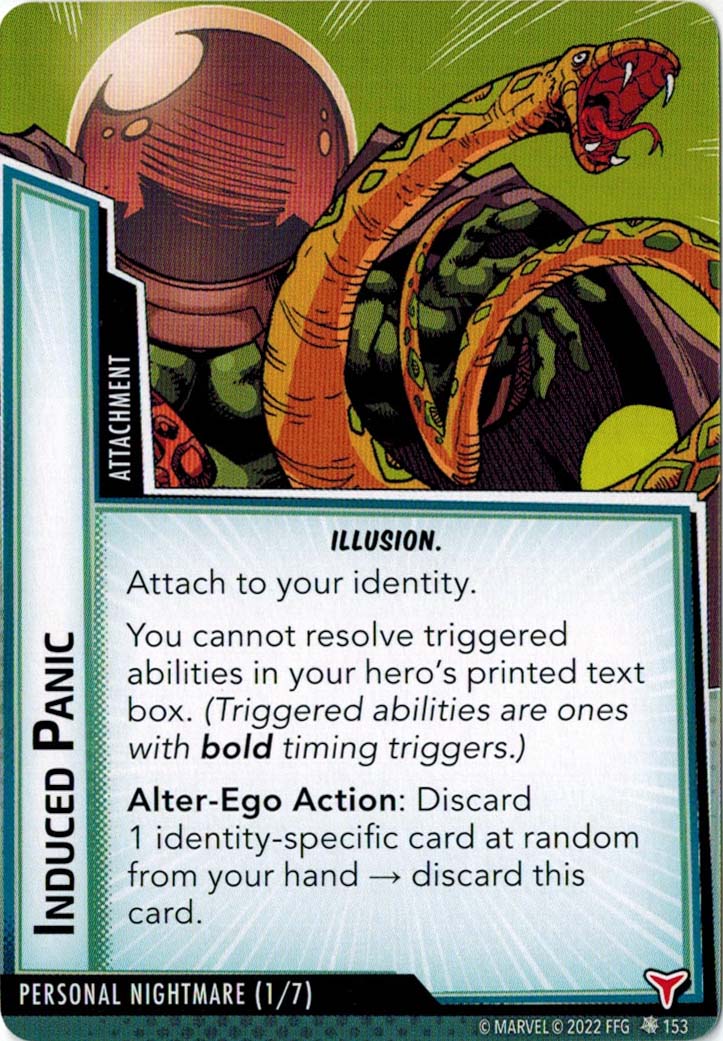 ATTACHMENT
INDUCED PANIC
ILLUSION.
Attach to your identity.
You cannot resolve triggered
abilities in your hero's printed text
box. (Triggered abilities are ones
with bold timing triggers.)
Alter-Ego Action: Discard
1 identity-specific card at random
from your hand → discard this
card.
PERSONAL NIGHTMARE (1/7)
© MARVEL © 2022 FFG 153